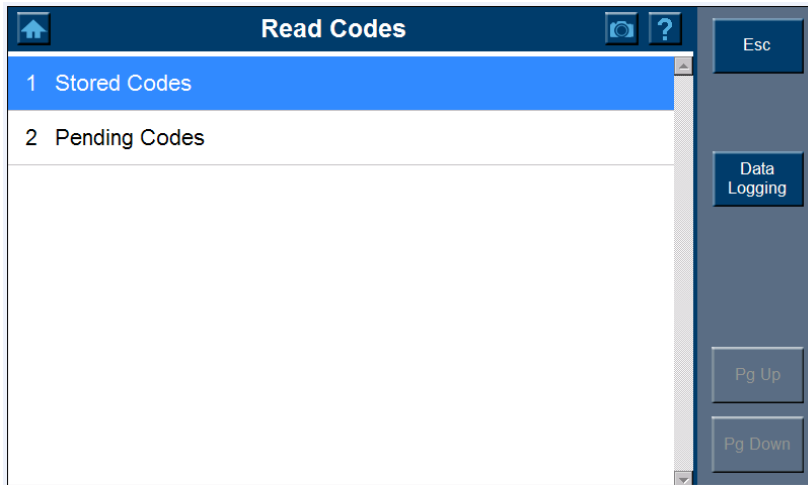 Read Codes
?
Esc
1 Stored Codes
2 Pending Codes
Data
Logging
Pg Up
Pg Down